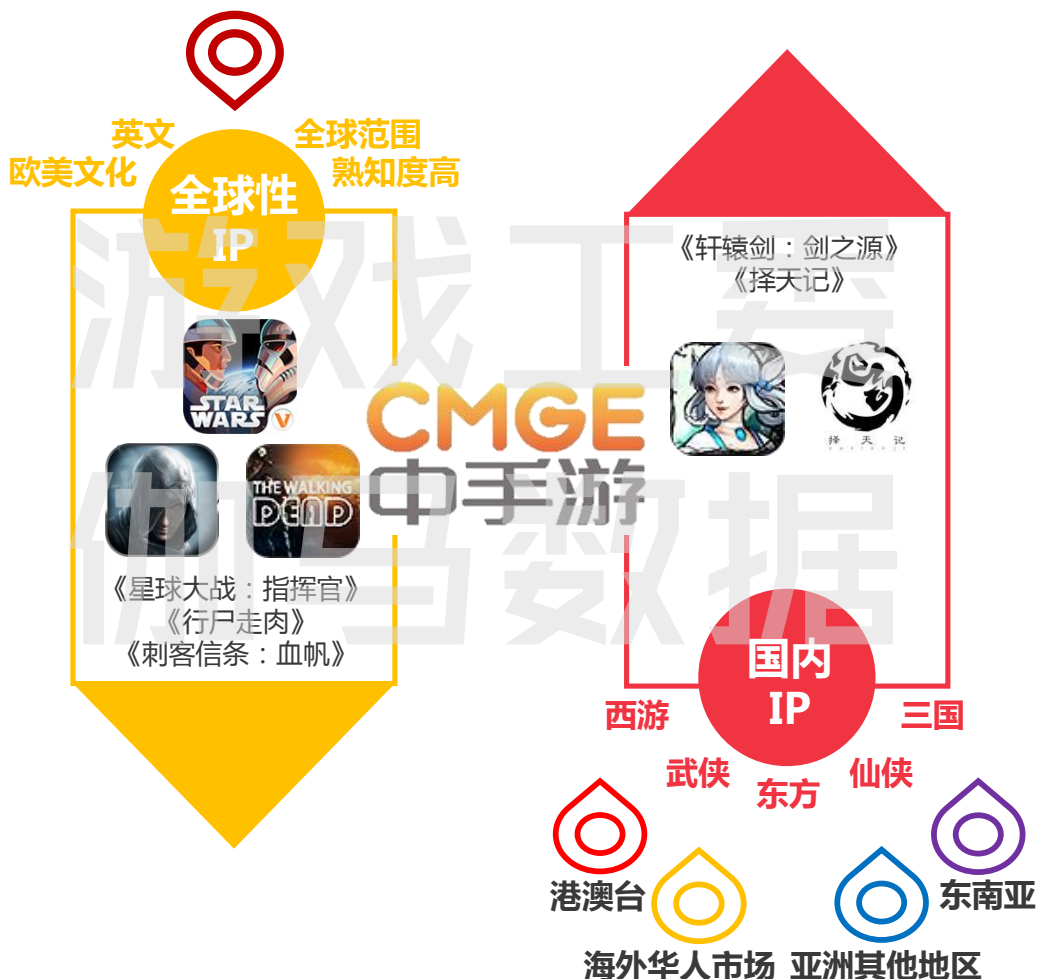 英文
全球范围
欧美文化
熟知度高
全球性
IP
STAR
WARS
THE WALKING
DEAD
《星球大战：指挥官》
《行尸走肉》
《刺客信条：血帆》
CMGE
中手游
《轩辕剑：剑之源》
《择天记》
择天记
国内
IP
西游
三国
武侠
仙侠
东方
港澳台
东南亚
海外华人市场
亚洲其他地区
游戏工委
伽马数据